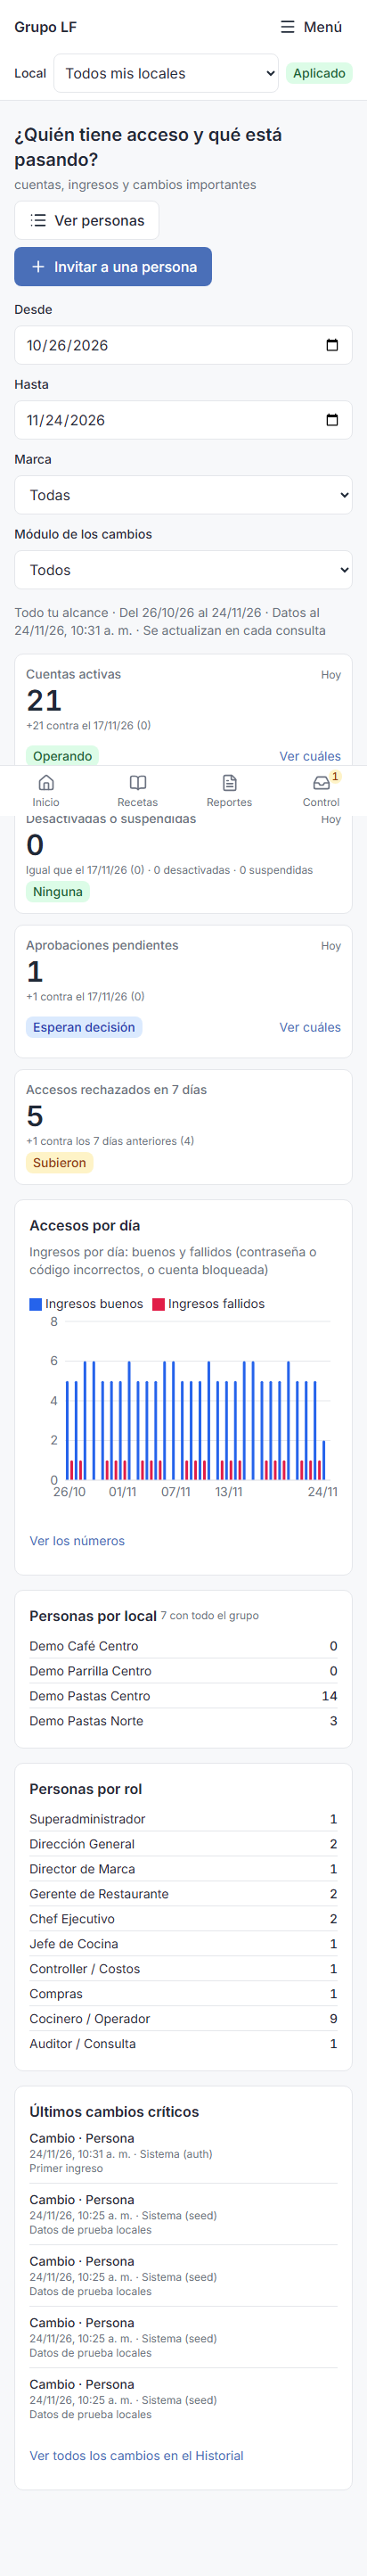 Grupo LF
Menú
Local
Todos mis locales
Aplicado
¿Quién tiene acceso y qué está
pasando?
cuentas, ingresos y cambios importantes
Ver personas
Invitar a una persona
Desde
10/26/2026
Hasta
11/24/2026
Marca
Todas
Módulo de los cambios
Todos
Todo tu alcance · Del 26/10/26 al 24/11/26 · Datos al
24/11/26, 10:31 a. m. · Se actualizan en cada consulta
Cuentas activas
Hoy
21
+21 contra el 17/11/26 (0)
Operando
Ver cuáles
Inicio
Recetas
Reportes
Control
1
Desactivadas o suspendidas
Hoy
0
Igual que el 17/11/26 (0) · 0 desactivadas · 0 suspendidas
Ninguna
Aprobaciones pendientes
Hoy
1
+1 contra el 17/11/26 (0)
Esperan decisión
Ver cuáles
Accesos rechazados en 7 días
5
+1 contra los 7 días anteriores (4)
Subieron
Accesos por día
Ingresos por día: buenos y fallidos (contraseña o
código incorrectos, o cuenta bloqueada)
Ingresos buenos
Ingresos fallidos
8
6
4
2
0
26/10
01/11
07/11
13/11
24/11
Ver los números
Personas por local 7 con todo el grupo
Demo Café Centro 0
Demo Parrilla Centro 0
Demo Pastas Centro 14
Demo Pastas Norte 3
Personas por rol
Superadministrador 1
Dirección General 2
Director de Marca 1
Gerente de Restaurante 2
Chef Ejecutivo 2
Jefe de Cocina 1
Controller / Costos 1
Compras 1
Cocinero / Operador 9
Auditor / Consulta 1
Últimos cambios críticos
Cambio · Persona
24/11/26, 10:31 a. m. · Sistema (auth)
Primer ingreso
Cambio · Persona
24/11/26, 10:25 a. m. · Sistema (seed)
Datos de prueba locales
Cambio · Persona
24/11/26, 10:25 a. m. · Sistema (seed)
Datos de prueba locales
Cambio · Persona
24/11/26, 10:25 a. m. · Sistema (seed)
Datos de prueba locales
Cambio · Persona
24/11/26, 10:25 a. m. · Sistema (seed)
Datos de prueba locales
Ver todos los cambios en el Historial